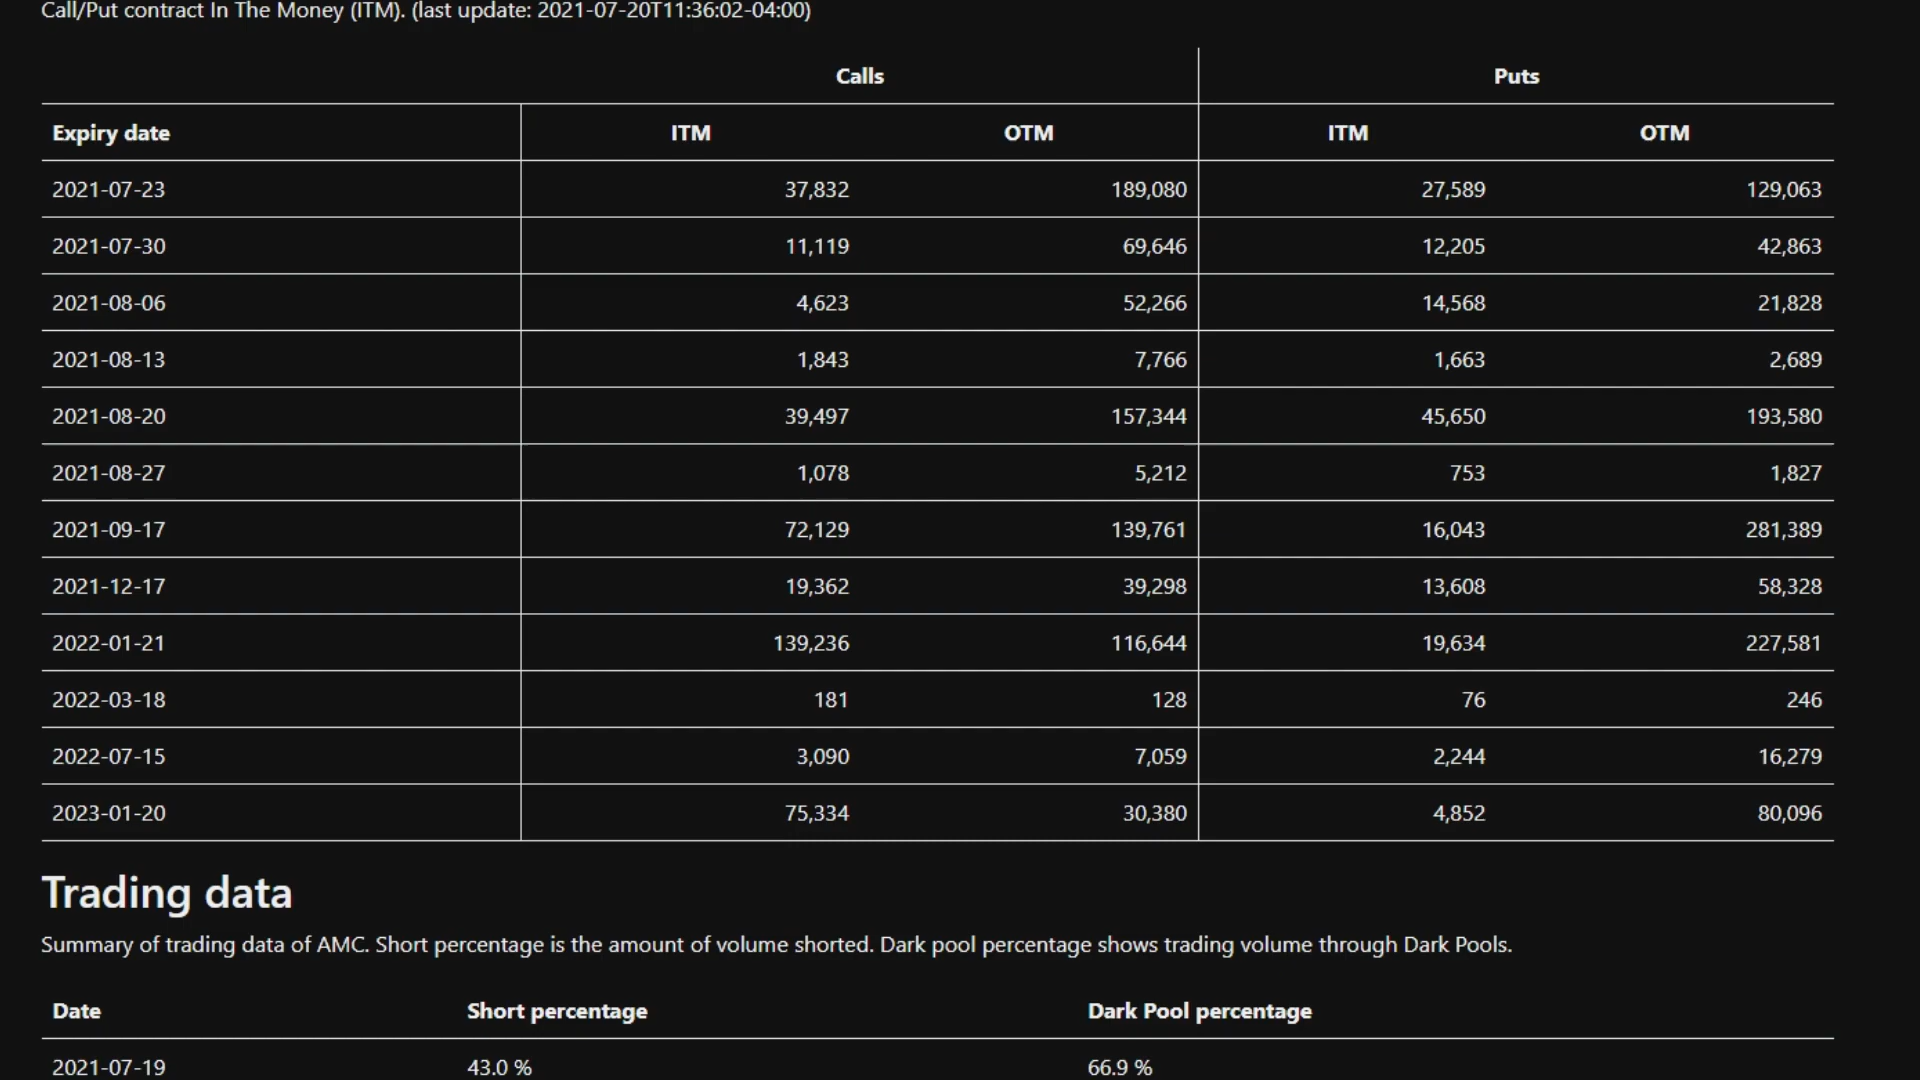 Call/Put contract In The Money (ITM). (last update: 2021-07-20T11:36:02-04:00)
Calls Puts
Expiry date ITM OTM ITM OTM
2021-07-23 37,832 189,080 27,589 129,063
2021-07-30 11,119 69,646 12,205 42,863
2021-08-06 4,623 52,266 14,568 21,828
2021-08-13 1,843 7,766 1,663 2,689
2021-08-20 39,497 157,344 45,650 193,580
2021-08-27 1,078 5,212 753 1,827
2021-09-17 72,129 139,761 16,043 281,389
2021-12-17 19,362 39,298 13,608 58,328
2022-01-21 139,236 116,644 19,634 227,581
2022-03-18 181 128 76 246
2022-07-15 3,090 7,059 2,244 16,279
2023-01-20 75,334 30,380 4,852 80,096
Trading data
Summary of trading data of AMC. Short percentage is the amount of volume shorted. Dark pool percentage shows trading volume through Dark Pools.
Date Short percentage Dark Pool percentage
2021-07-19 43.0 % 66.9 %